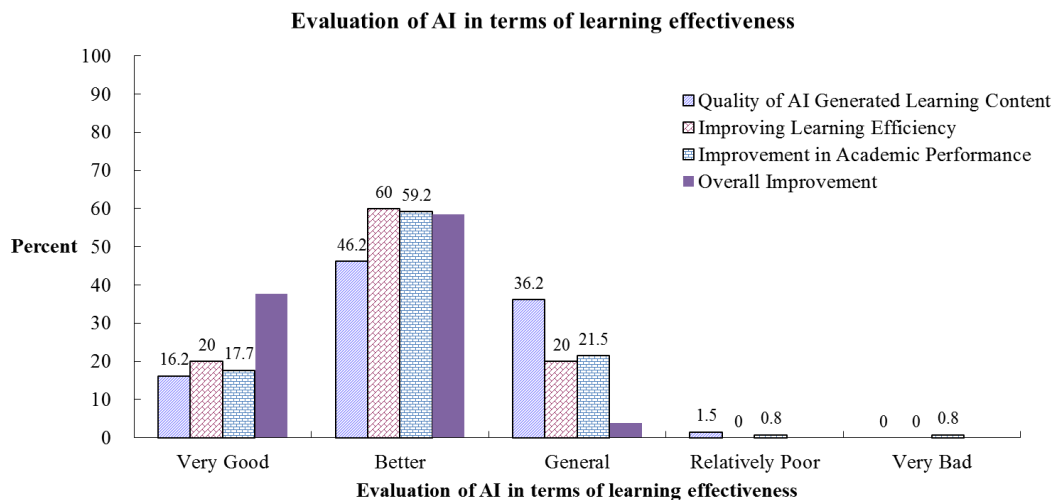 Evaluation of AI in terms of learning effectiveness
100
90
80
70
60
50
40
30
20
10
0
Percent
Quality of AI Generated Learning Content
Improving Learning Efficiency
Improvement in Academic Performance
Overall Improvement
16.2
20
17.7
46.2
60
59.2
36.2
20
21.5
1.5
0
0.8
0
0
0.8
Very Good
Better
General
Relatively Poor
Very Bad
Evaluation of AI in terms of learning effectiveness